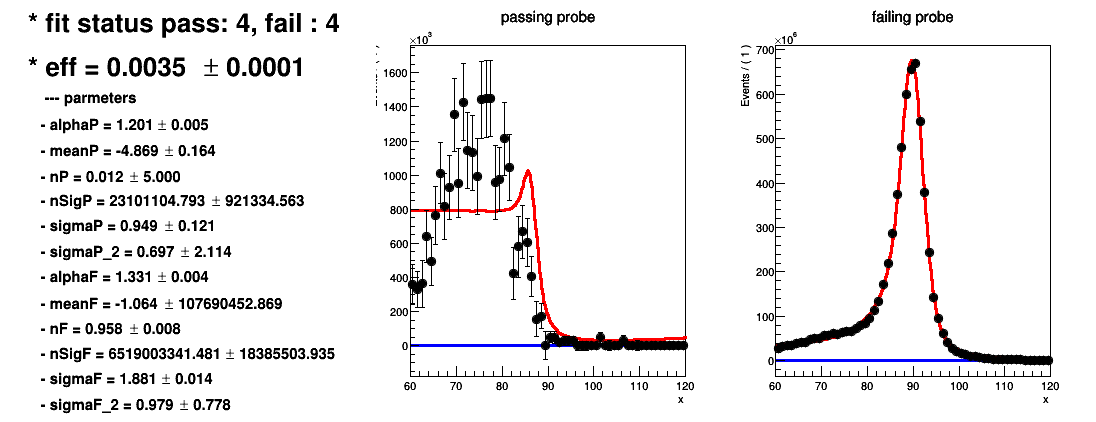 * fit status pass: 4, fail : 4
* eff = 0.0035 ± 0.0001
--- parmeters
- alphaP = 1.201 ± 0.005
- meanP = -4.869 ± 0.164
- nP = 0.012 ± 5.000
- nSigP = 23101104.793 ± 921334.563
- sigmaP = 0.949 ± 0.121
- sigmaP_2 = 0.697 ± 2.114
- alphaF = 1.331 ± 0.004
- meanF = -1.064 ± 107690452.869
- nF = 0.958 ± 0.008
- nSigF = 6519003341.481 ± 18385503.935
- sigmaF = 1.881 ± 0.014
- sigmaF_2 = 0.979 ± 0.778
passing probe
×10³
1600
1400
1200
1000
800
600
400
200
0
60 70 80 90 100 110 120
x
failing probe
×10⁶
Events / ( 1 )
700
600
500
400
300
200
100
0
60 70 80 90 100 110 120
x